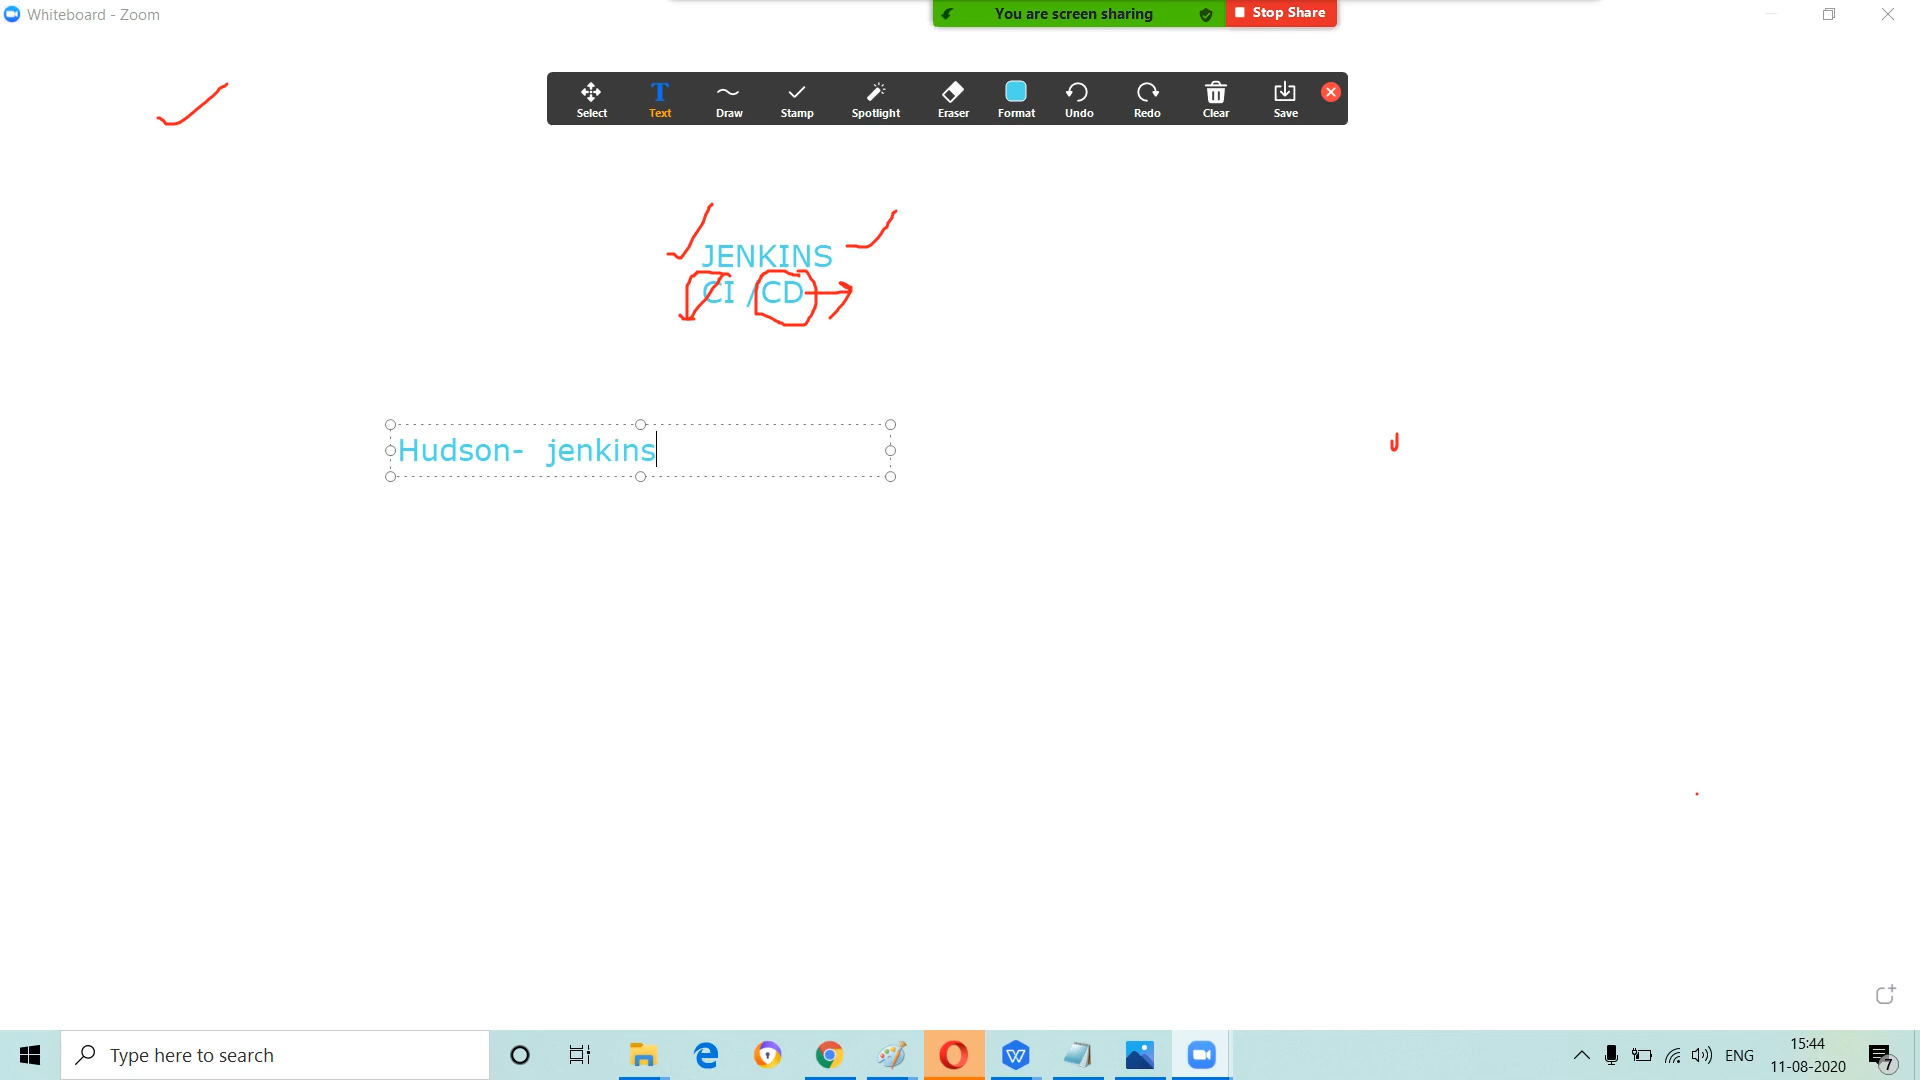 Whiteboard - Zoom
You are screen sharing
Stop Share
Select
Text
Draw
Stamp
Spotlight
Eraser
Format
Undo
Redo
Clear
Save
JENKINS
CI /CD
Hudson- jenkins
Type here to search
ENG
15:44
11-08-2020
7